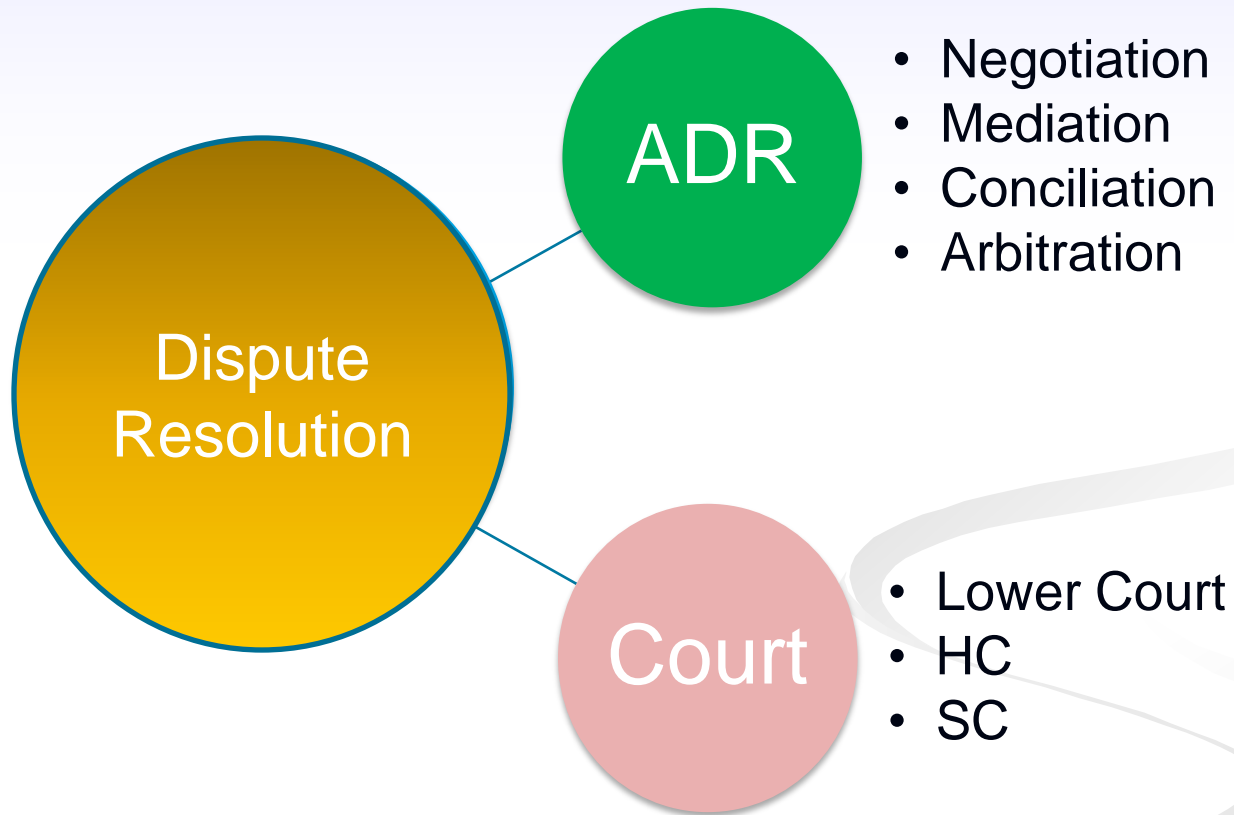 Dispute
Resolution
ADR
• Negotiation
• Mediation
• Conciliation
• Arbitration
Court
• Lower Court
• HC
• SC